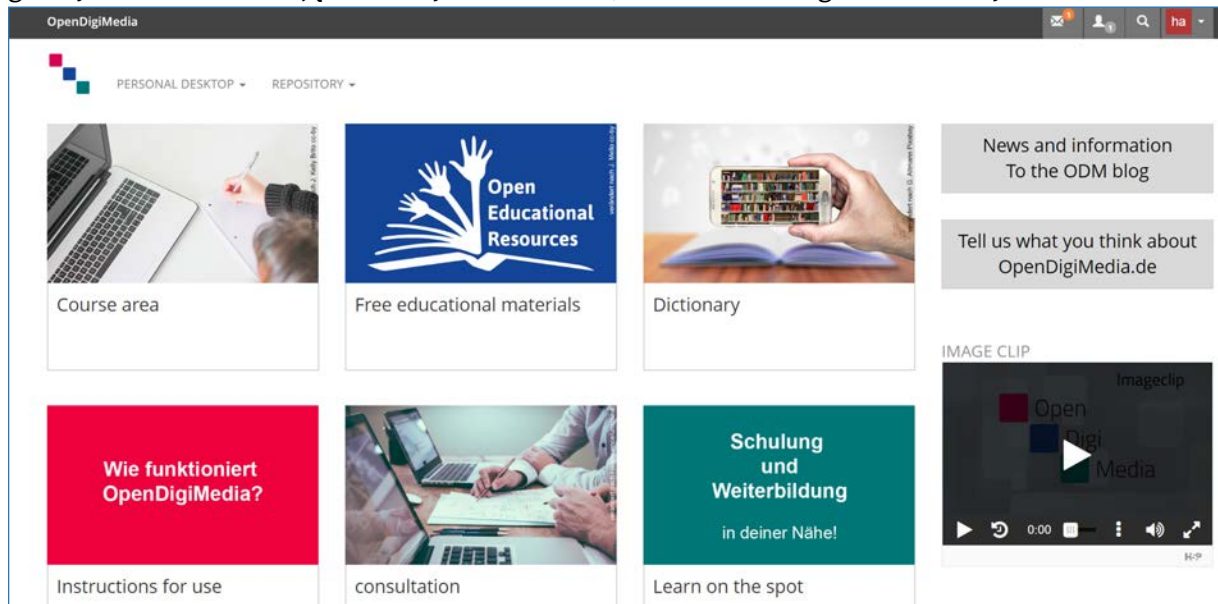 OpenDigiMedia
1
1
ha
PERSONAL DESKTOP
REPOSITORY
Open
Educational
Resources
Course area
Free educational materials
Dictionary
News and information
To the ODM blog
Tell us what you think about
OpenDigiMedia.de
IMAGE CLIP
Imageclip
Open
Digi
Media
0:00
H-P
Wie funktioniert
OpenDigiMedia?
Schulung
und
Weiterbildung
in deiner Nähe!
Instructions for use
consultation
Learn on the spot